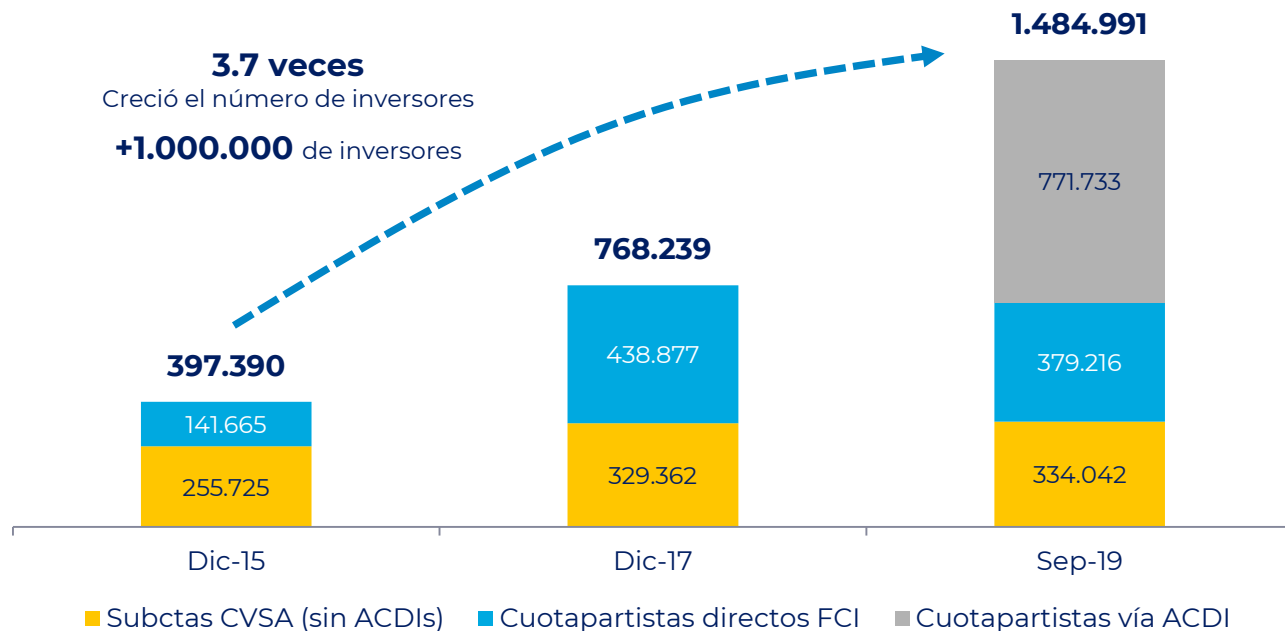 1.484.991
3.7 veces
Creció el número de inversores
+1.000.000 de inversores
771.733
768.239
438.877
379.216
397.390
141.665
255.725
329.362
334.042
Dic-15
Dic-17
Sep-19
Subctas CVSA (sin ACDIs)
Cuotapartistas directos FCI
Cuotapartistas vía ACDI